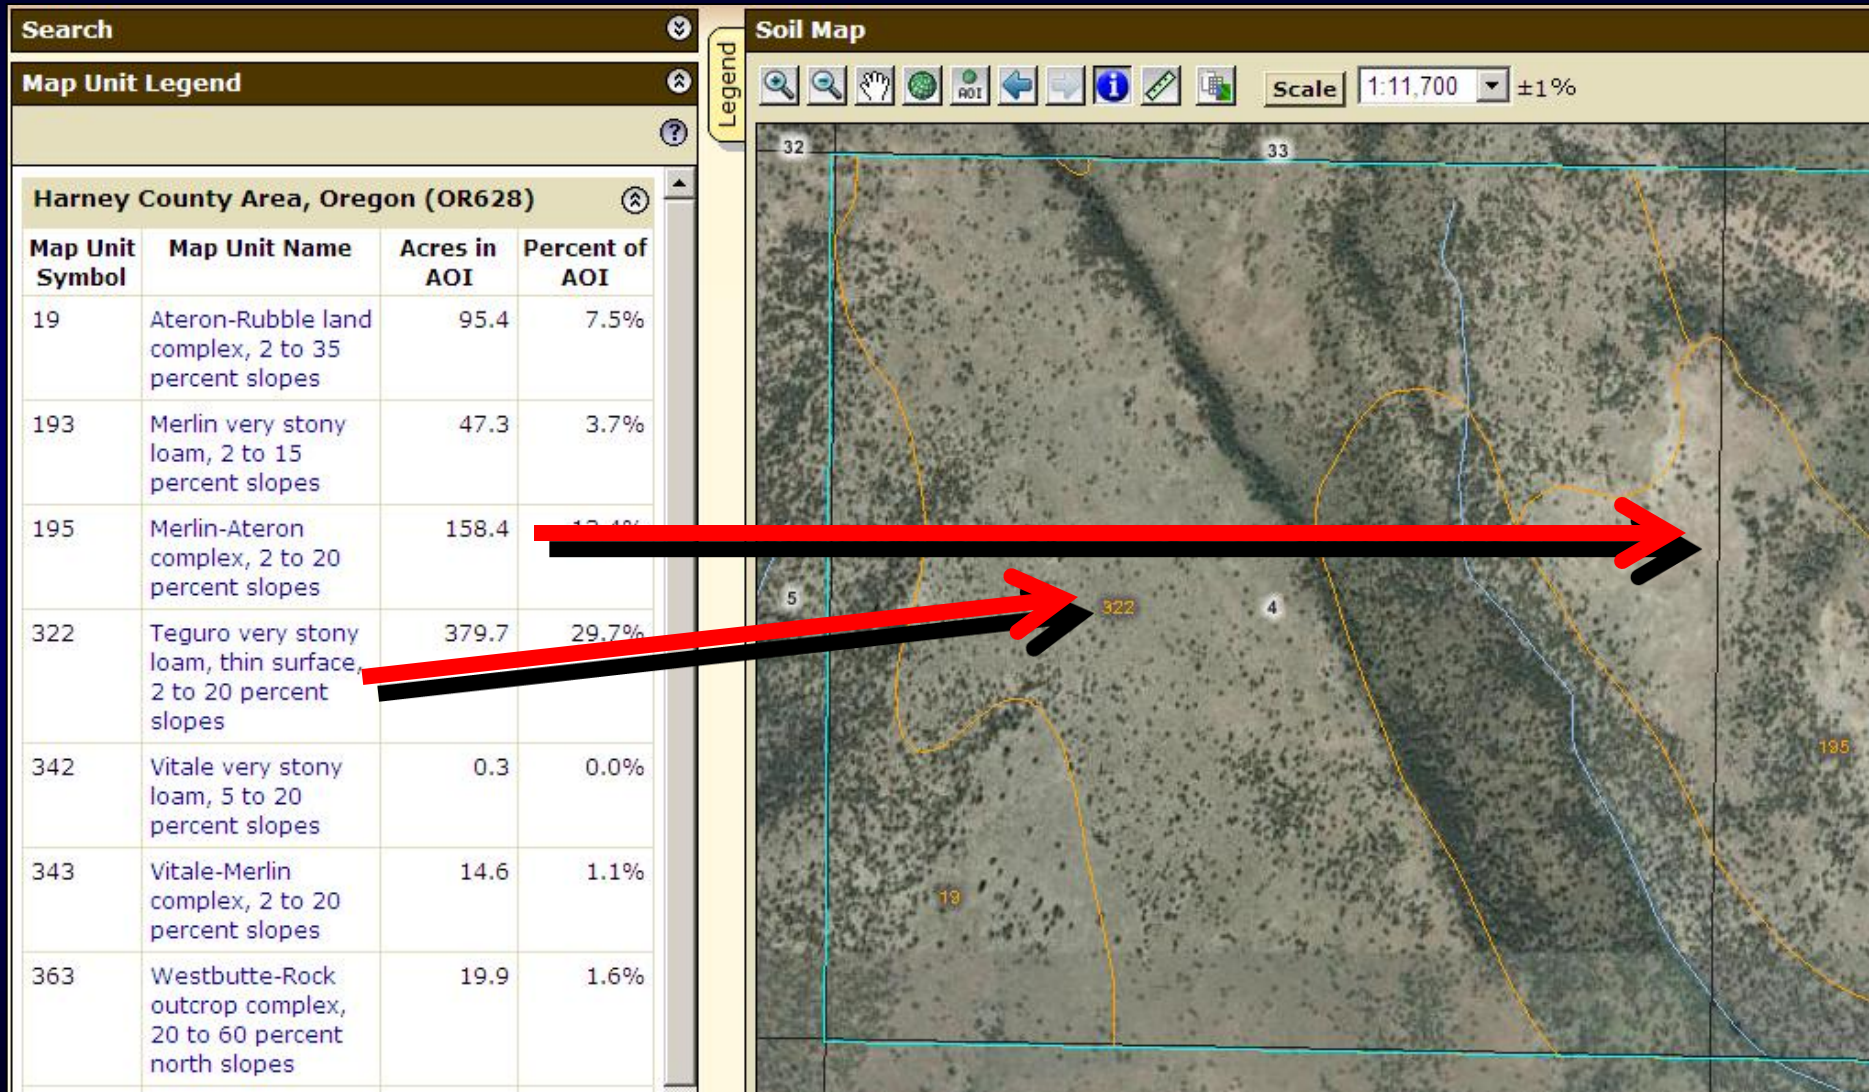 Search
Map Unit Legend
Harney County Area, Oregon (OR628)
Map Unit Symbol Map Unit Name Acres in AOI Percent of AOI
19 Ateron-Rubble land 95.4 7.5%
complex, 2 to 35
percent slopes
193 Merlin very stony 47.3 3.7%
loam, 2 to 15
percent slopes
195 Merlin-Ateron 158.4
complex, 2 to 20
percent slopes
322 Teguro very stony 379.7 29.7%
loam, thin surface,
2 to 20 percent
slopes
342 Vitale very stony 0.3 0.0%
loam, 5 to 20
percent slopes
343 Vitale-Merlin 14.6 1.1%
complex, 2 to 20
percent slopes
363 Westbutte-Rock 19.9 1.6%
outcrop complex,
20 to 60 percent
north slopes
Legend
Soil Map
AOI
Scale 1:11,700 ±1%
32
33
5
322
4
195
19